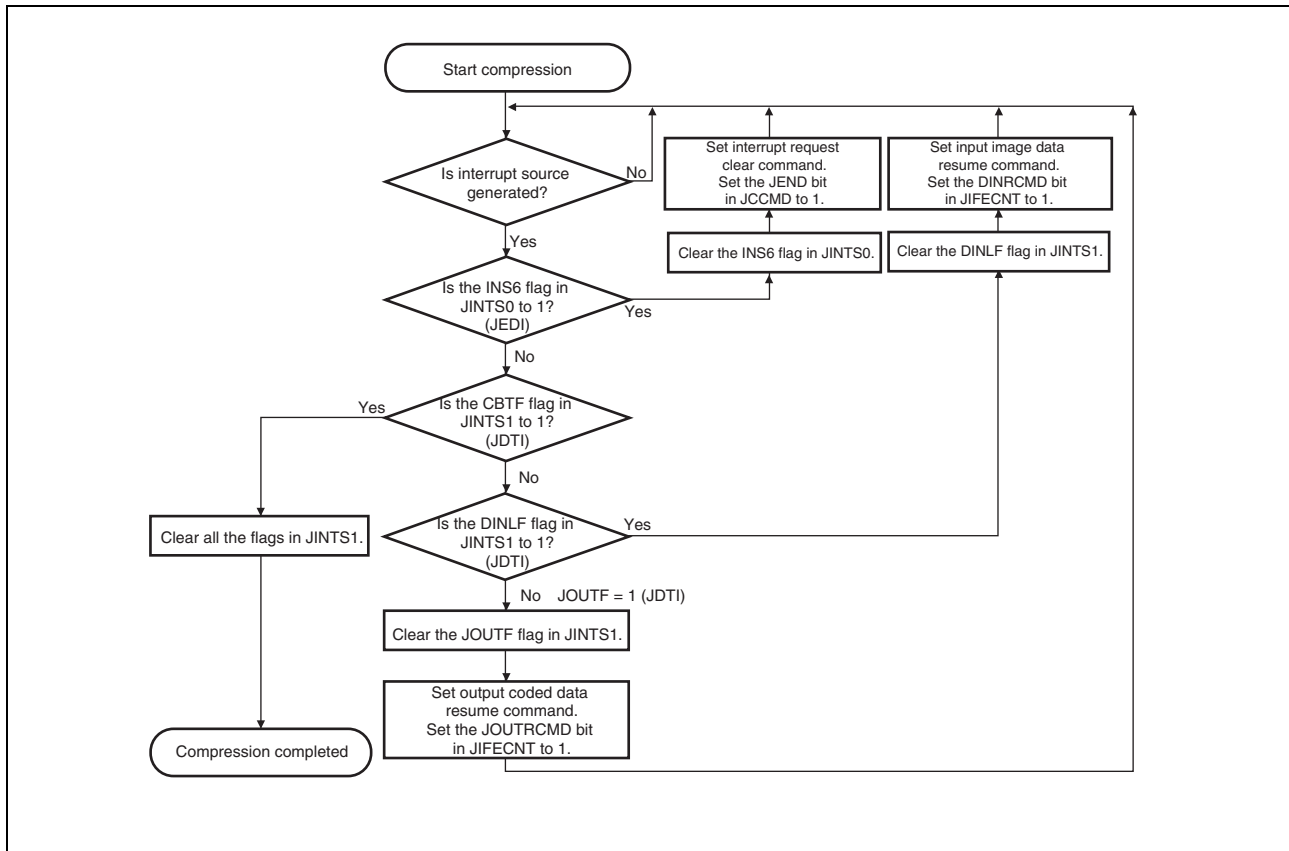 Start compression
Is interrupt source
generated?
No
Set interrupt request
clear command.
Set the JEND bit
in JCCMD to 1.
Set input image data
resume command.
Set the DINRCMD bit
in JIFECNT to 1.
Yes
Clear the INS6 flag in JINTS0.
Clear the DINLF flag in JINTS1.
Is the INS6 flag in
JINTS0 to 1?
(JEDI)
Yes
No
Is the CBTF flag in
JINTS1 to 1?
(JDTI)
Yes
No
Clear all the flags in JINTS1.
Is the DINLF flag in
JINTS1 to 1?
(JDTI)
Yes
No JOUTF = 1 (JDTI)
Clear the JOUTF flag in JINTS1.
Set output coded data
resume command.
Set the JOUTRCMD bit
in JIFECNT to 1.
Compression completed